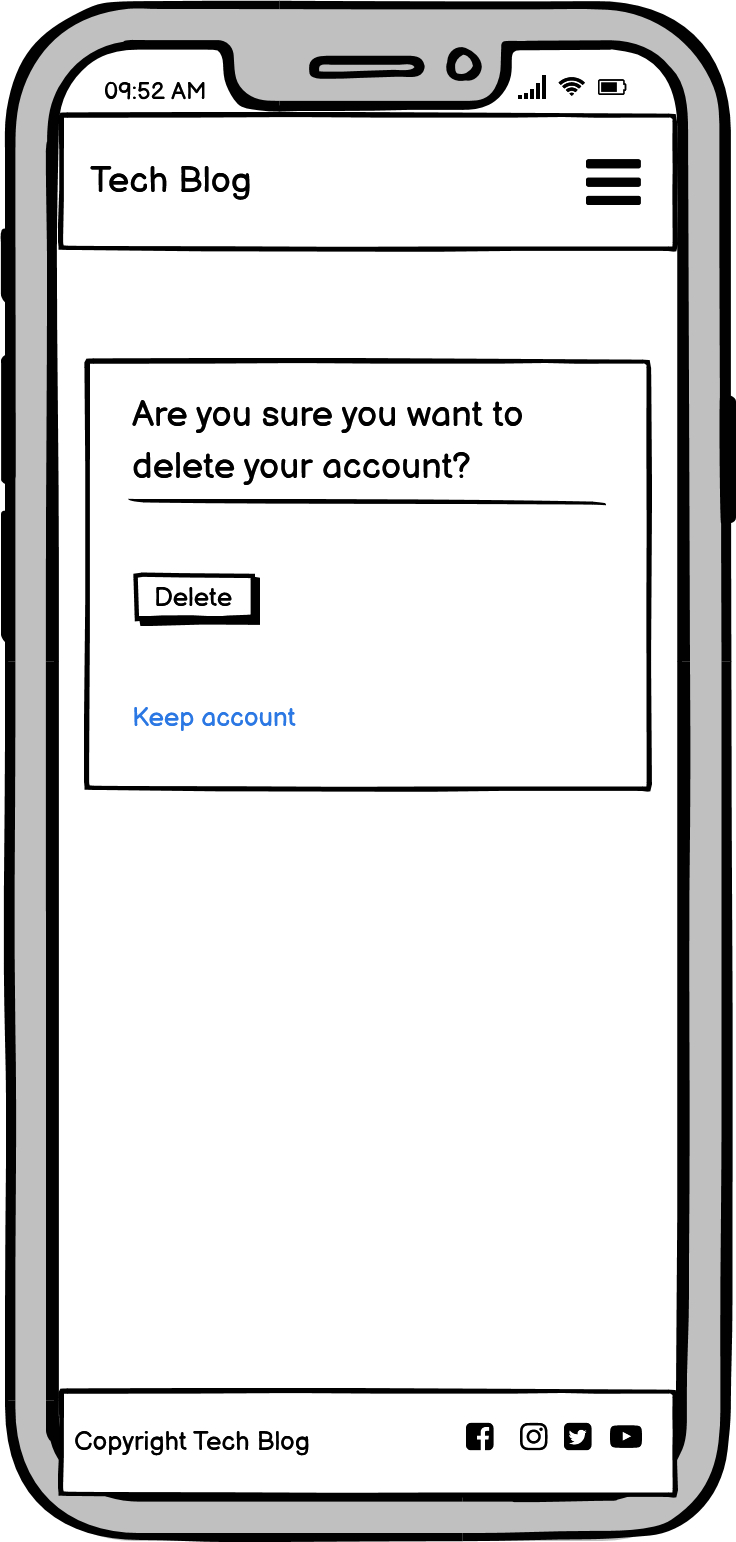 09:52 AM
Tech Blog
Are you sure you want to
delete your account?
Delete
Keep account
Copyright Tech Blog